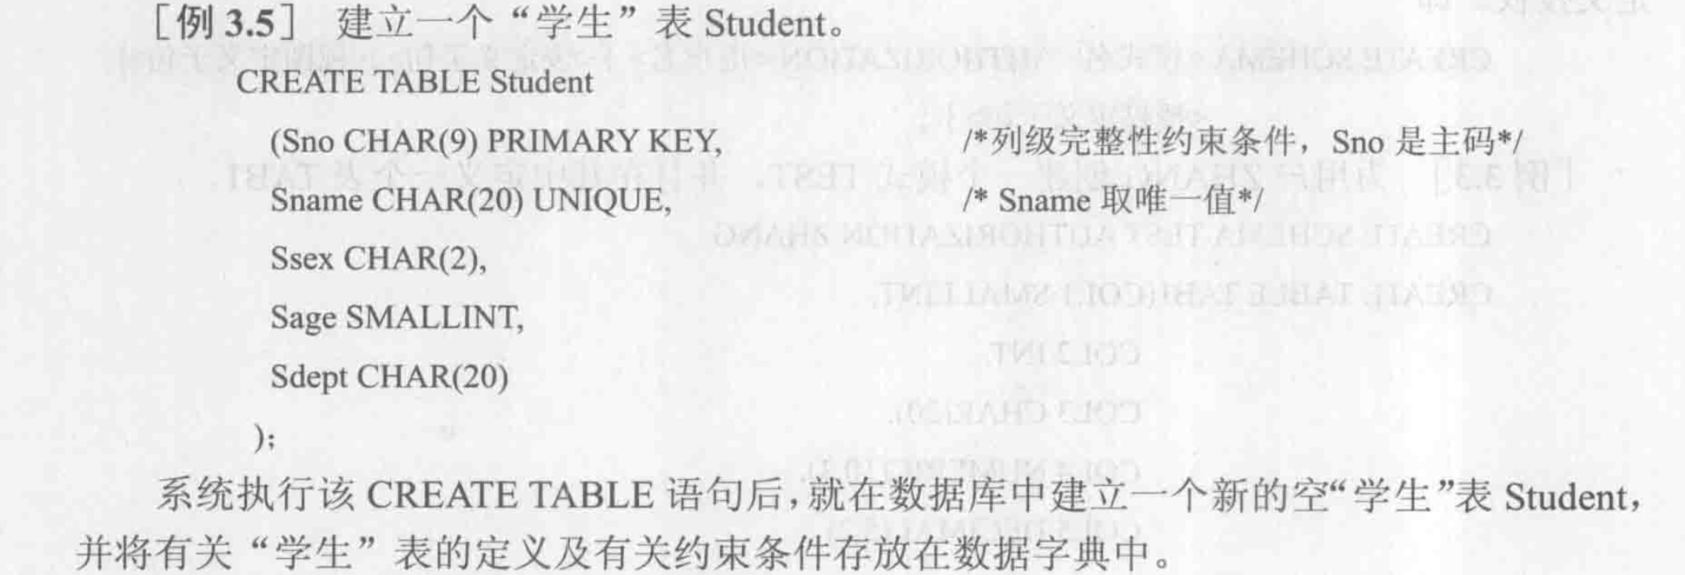 ［例 3.5］ 建立一个“学生”表 Student。
CREATE TABLE Student
(Sno CHAR(9) PRIMARY KEY, /*列级完整性约束条件，Sno 是主码*/
Sname CHAR(20) UNIQUE, /* Sname 取唯一值*/
Ssex CHAR(2),
Sage SMALLINT,
Sdept CHAR(20)
);
系统执行该 CREATE TABLE 语句后，就在数据库中建立一个新的空“学生”表 Student，
并将有关“学生”表的定义及有关约束条件存放在数据字典中。